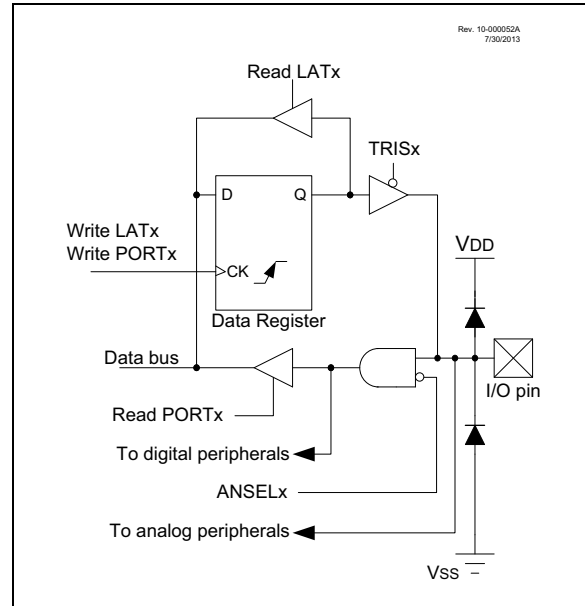 Rev. 10-000052A
7/30/2013
Read LATx
TRISx
D
Q
Write LATx
Write PORTx
CK
VDD
Data Register
Data bus
I/O pin
Read PORTx
To digital peripherals
ANSELx
To analog peripherals
VSS